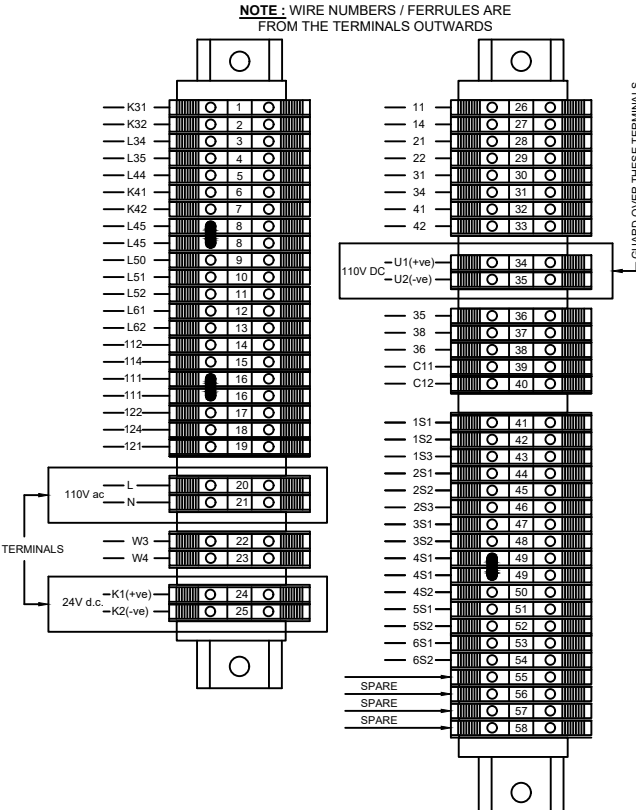 NOTE : WIRE NUMBERS / FERRULES ARE
FROM THE TERMINALS OUTWARDS
K31 1
K32 2
L34 3
L35 4
L44 5
K41 6
K42 7
L45 8
L45 8
L50 9
L51 10
L52 11
L61 12
L62 13
112 14
114 15
111 16
111 16
122 17
124 18
121 19
110V ac
L 20
N 21
TERMINALS
W3 22
W4 23
24V d.c.
K1(+ve) 24
K2(-ve) 25
11 26
14 27
21 28
22 29
31 30
34 31
41 32
42 33
110V DC
U1(+ve) 34
U2(-ve) 35
GUARD OVER THESE TERMINALS
35 36
38 37
36 38
C11 39
C12 40
1S1 41
1S2 42
1S3 43
2S1 44
2S2 45
2S3 46
3S1 47
3S2 48
4S1 49
4S1 49
4S2 50
5S1 51
5S2 52
6S1 53
6S2 54
55
SPARE 56
SPARE 57
SPARE 58